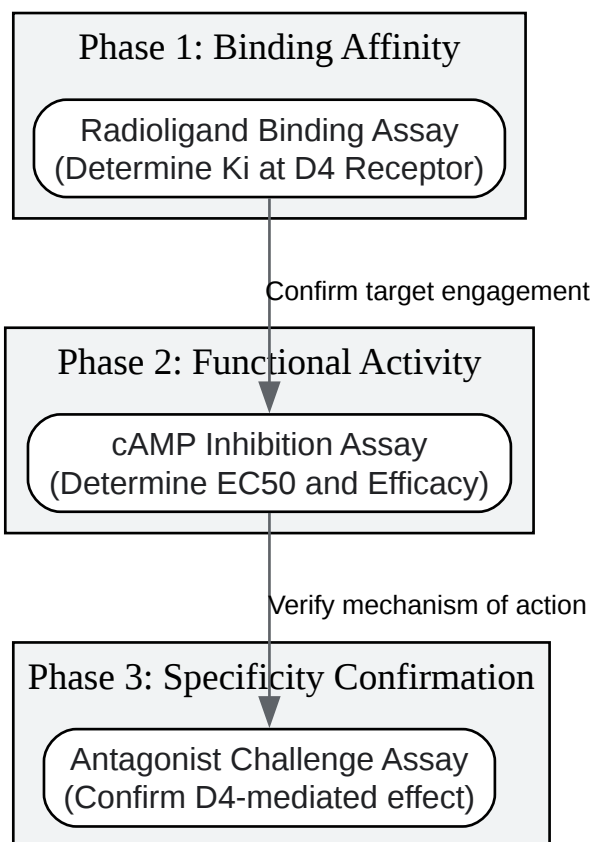 Phase 1: Binding Affinity
Radioligand Binding Assay
(Determine Ki at D4 Receptor)
Confirm target engagement
Phase 2: Functional Activity
cAMP Inhibition Assay
(Determine EC50 and Efficacy)
Verify mechanism of action
Phase 3: Specificity Confirmation
Antagonist Challenge Assay
(Confirm D4-mediated effect)